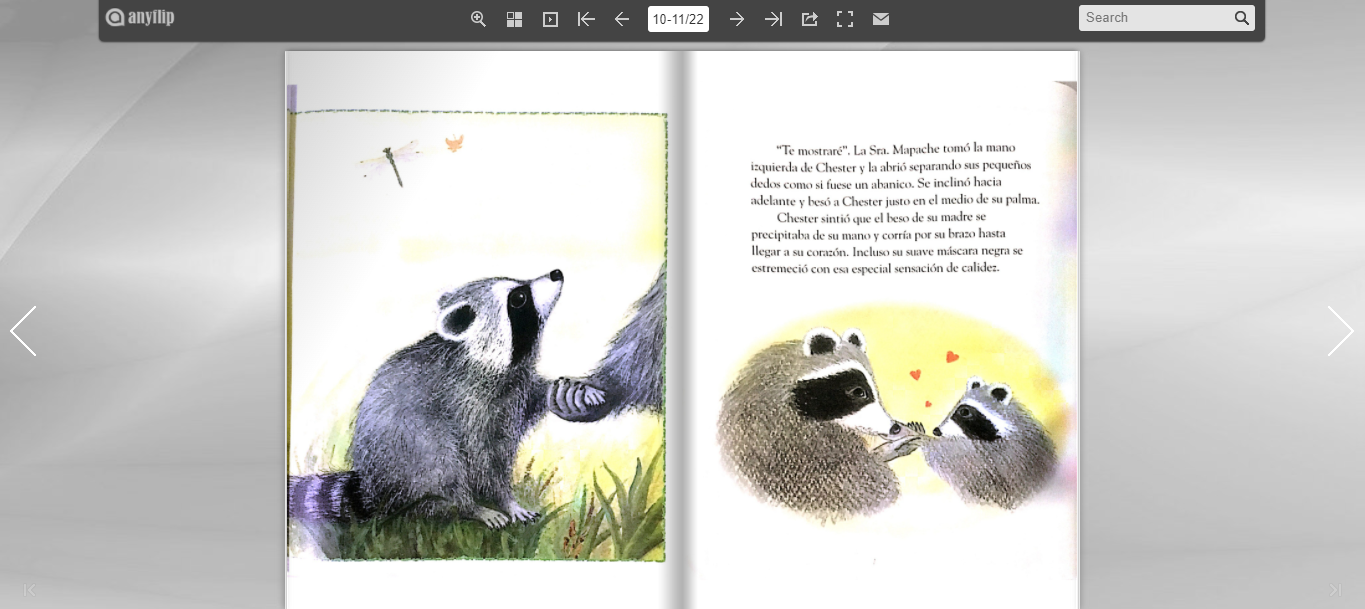 anyflip
10-11/22
Search
“Te mostraré”. La Sra. Mapache tomó la mano
izquierda de Chester y la abrió separando sus pequeños
dedos como si fuese un abanico. Se inclinó hacia
adelante y besó a Chester justo en el medio de su palma.
Chester sintió que el beso de su madre se
precipitaba de su mano y corría por su brazo hasta
llegar a su corazón. Incluso su suave máscara negra se
estremeció con esa especial sensación de calidez.